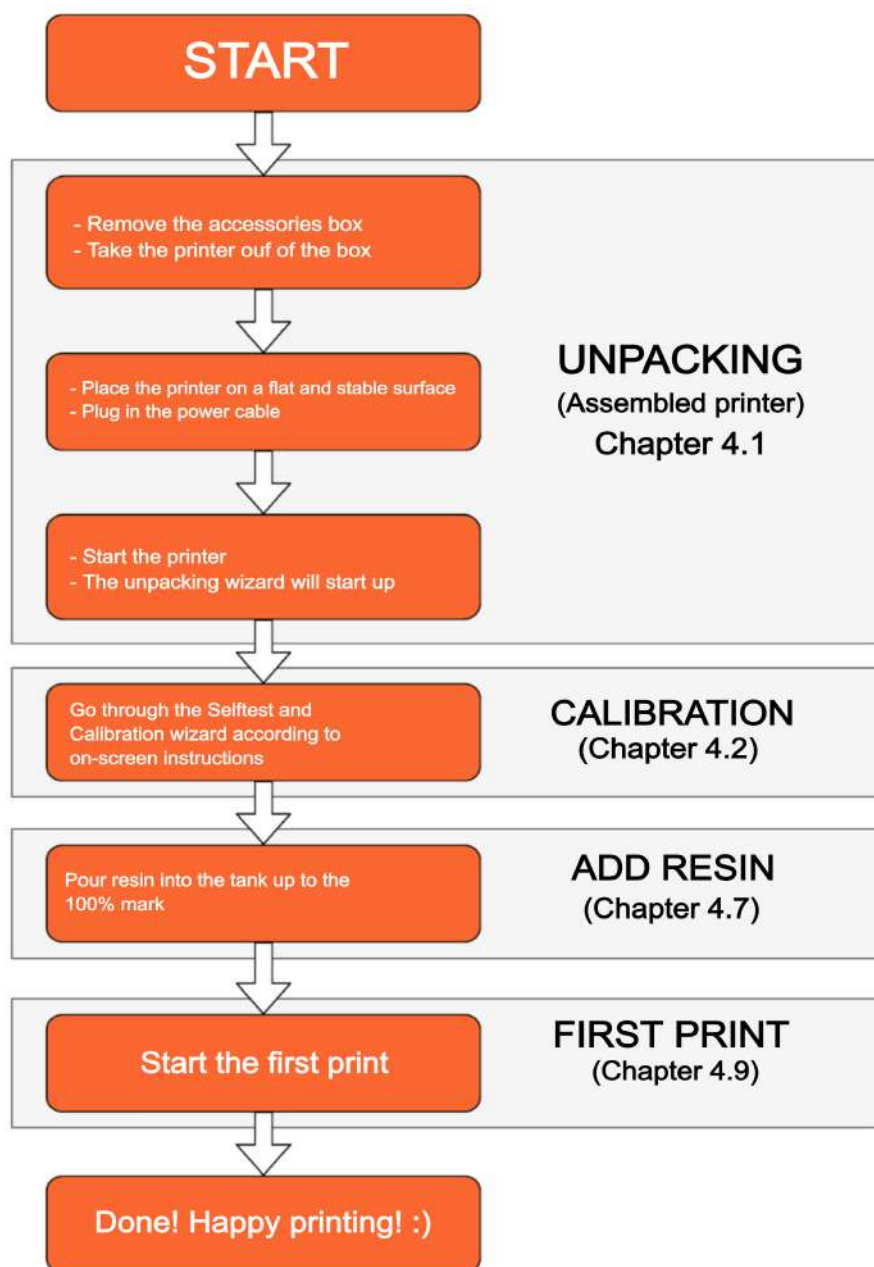 START
- Remove the accessories box
- Take the printer ouf of the box
- Place the printer on a flat and stable surface
- Plug in the power cable
- Start the printer
- The unpacking wizard will start up
UNPACKING
(Assembled printer)
Chapter 4.1
Go through the Selftest and
Calibration wizard according to
on-screen instructions
CALIBRATION
(Chapter 4.2)
Pour resin into the tank up to the
100% mark
ADD RESIN
(Chapter 4.7)
Start the first print
FIRST PRINT
(Chapter 4.9)
Done! Happy printing! :)